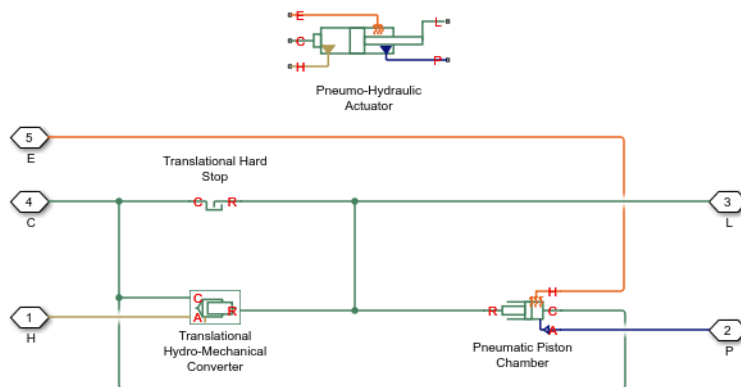 E
L
C
H
P
Pneumo-Hydraulic
Actuator
5
E
Translational Hard
Stop
4
C
C R
3
L
H
C
R
R
C
1
H
A
A
2
P
Translational
Hydro-Mechanical
Converter
Pneumatic Piston
Chamber